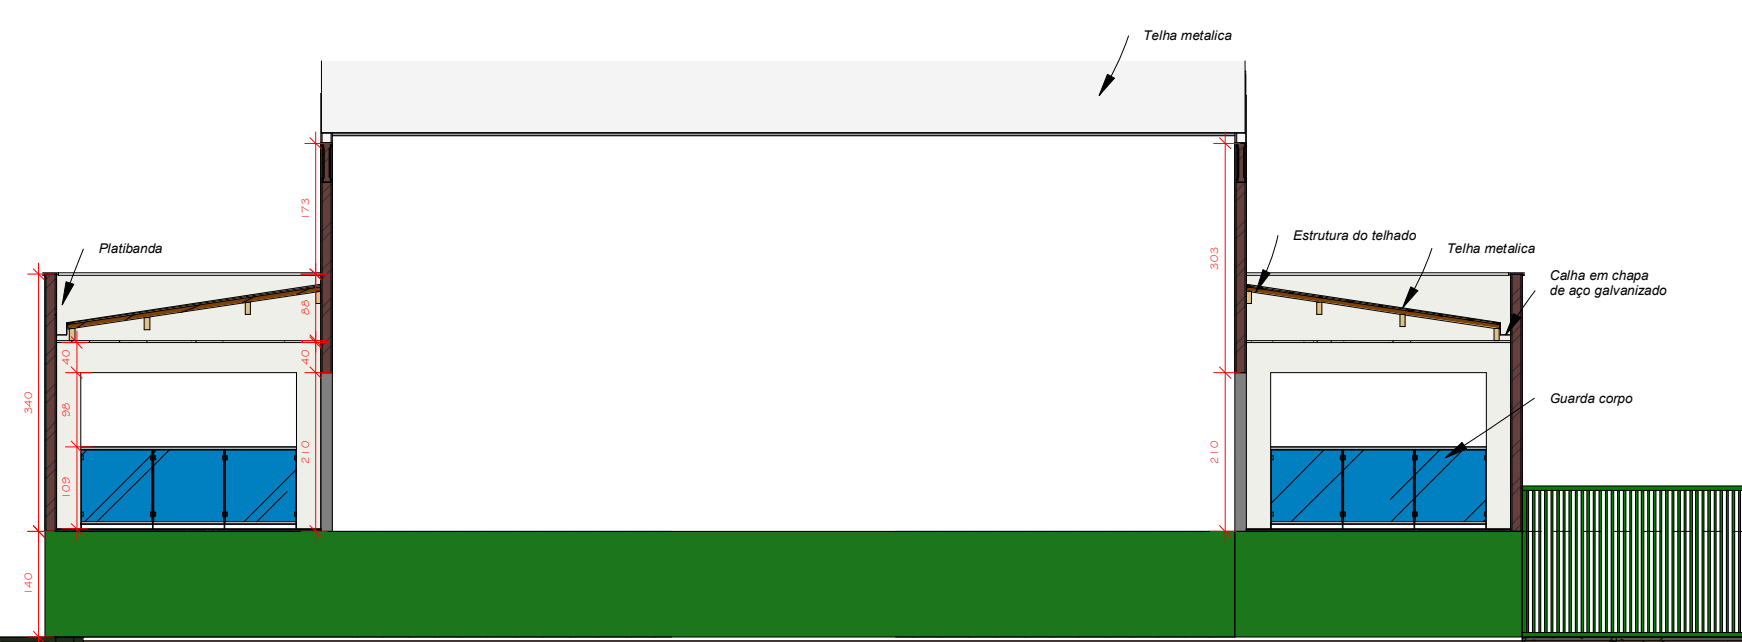 Telha metalica
173
303
Platibanda
Estrutura do telhado
Telha metalica
Calha em chapa
de aço galvanizado
88
40
40
340
98
Guarda corpo
210
210
109
140